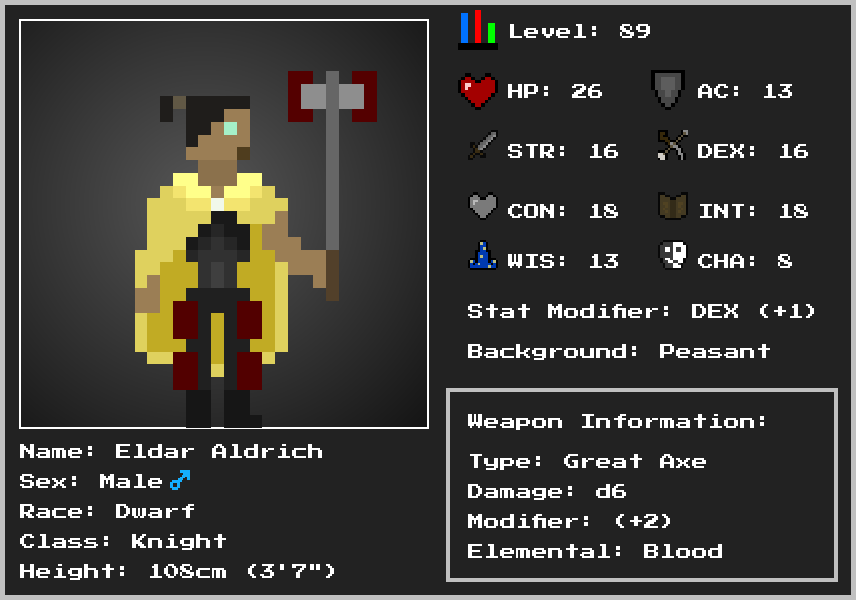 Level: 89
HP: 26 AC: 13
STR: 16 DEX: 16
CON: 18 INT: 18
WIS: 13 CHA: 8
Stat Modifier: DEX (+1)
Background: Peasant
Weapon Information:
Type: Great Axe
Damage: d6
Modifier: (+2)
Elemental: Blood
Name: Eldar Aldrich
Sex: Male♂
Race: Dwarf
Class: Knight
Height: 108cm (3'7")